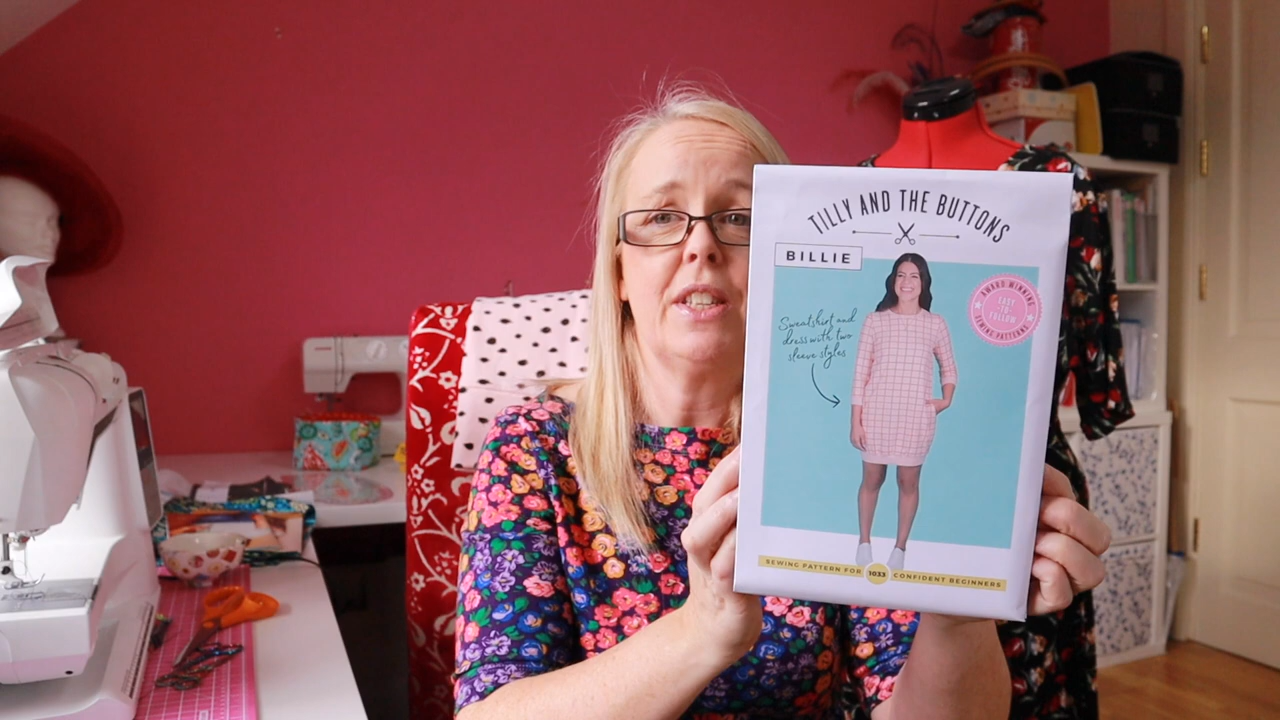 TILLY AND THE BUTTONS
BILLIE
Sweatshirt and
dress with two
sleeve styles
AWARD WINNING
EASY
TO
FOLLOW
SEWING PATTERNS
SEWING PATTERN FOR 1033 CONFIDENT BEGINNERS